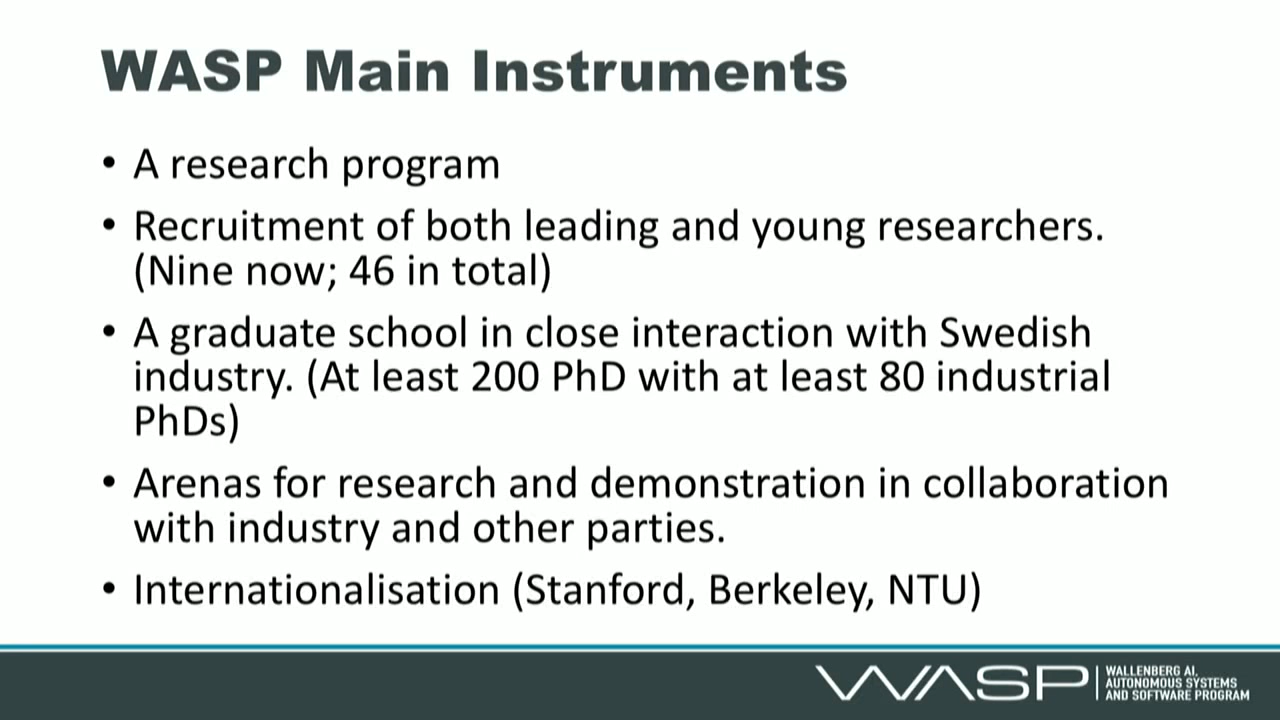 WASP Main Instruments
• A research program
• Recruitment of both leading and young researchers.
(Nine now; 46 in total)
• A graduate school in close interaction with Swedish
industry. (At least 200 PhD with at least 80 industrial
PhDs)
• Arenas for research and demonstration in collaboration
with industry and other parties.
• Internationalisation (Stanford, Berkeley, NTU)
WASP
WALLENBERG AI,
AUTONOMOUS SYSTEMS
AND SOFTWARE PROGRAM